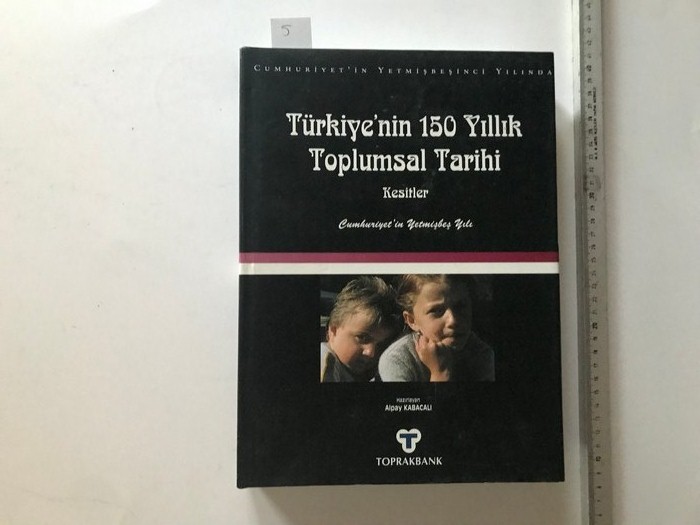 5
CUMHURİYET'İN YETMİŞBEŞİNCİ YILINDA
Türkiye'nin 150 Yıllık
Toplumsal Tarihi
Kesitler
Cumhuriyet'in Yetmişbeş Yılı
Hazırlayan
Alpay KABACALI
TOPRAKBANK